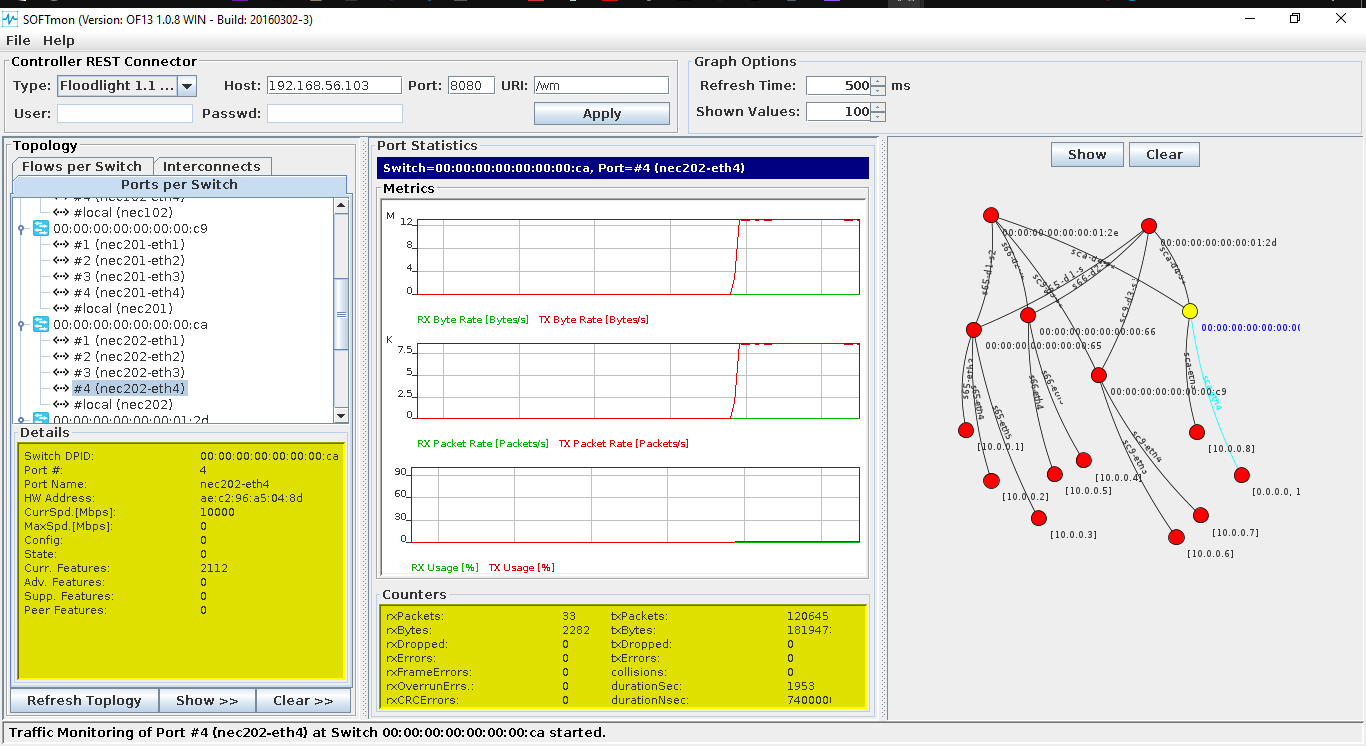 SOFTmon (Version: OF13 1.0.8 WIN - Build: 20160302-3)
File Help
Controller REST Connector
Type: Floodlight 1.1 ... Host: 192.168.56.103 Port: 8080 URI: /wm
User: Passwd: Apply
Graph Options
Refresh Time: 500 ms
Shown Values: 100
Topology
Flows per Switch Interconnects
Ports per Switch
#4 (nec102-eth4)
#local (nec102)
00:00:00:00:00:00:00:c9
#1 (nec201-eth1)
#2 (nec201-eth2)
#3 (nec201-eth3)
#4 (nec201-eth4)
#local (nec201)
00:00:00:00:00:00:00:ca
#1 (nec202-eth1)
#2 (nec202-eth2)
#3 (nec202-eth3)
#4 (nec202-eth4)
#local (nec202)
00:00:00:00:00:00:01:2d
Details
Switch DPID: 00:00:00:00:00:00:00:ca
Port #: 4
Port Name: nec202-eth4
HW Address: ae:c2:96:a5:04:8d
CurrSpd.[Mbps]: 10000
MaxSpd.[Mbps]: 0
Config: 0
State: 0
Curr. Features: 2112
Adv. Features: 0
Supp. Features: 0
Peer Features: 0
Refresh Toplogy Show >> Clear >>
Port Statistics
Switch=00:00:00:00:00:00:00:ca, Port=#4 (nec202-eth4)
Metrics
M
12
8
4
0
RX Byte Rate [Bytes/s] TX Byte Rate [Bytes/s]
K
7.5
5
2.5
0
RX Packet Rate [Packets/s] TX Packet Rate [Packets/s]
90
60
30
0
RX Usage [%] TX Usage [%]
Counters
rxPackets: 33 txPackets: 120645
rxBytes: 2282 txBytes: 181947
rxDropped: 0 txDropped: 0
rxErrors: 0 txErrors: 0
rxFrameErrors: 0 collisions: 0
rxOverrunErrs.: 0 durationSec: 1953
rxCRCErrors: 0 durationNsec: 740000
Show Clear
00:00:00:00:00:00:01:2e
00:00:00:00:00:00:01:2d
s65-d1-s2
00:00:00:00:00:00:0
00:00:00:00:00:00:00:66
00:00:00:00:00:00:00:65
sc9-d3-s
00:00:00:00:00:00:00:c9
s65-eth4
s65-eth5
s66-eth4
sc9-eth4
[10.0.0.1]
[10.0.0.8]
[10.0.0.4]
[10.0.0.5]
[10.0.0.2]
[0.0.0.0, 1
[10.0.0.3]
[10.0.0.7]
[10.0.0.6]
Traffic Monitoring of Port #4 (nec202-eth4) at Switch 00:00:00:00:00:00:00:ca started.